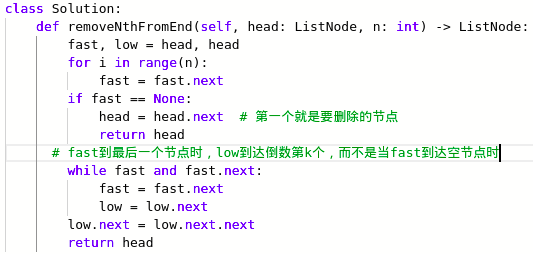 class Solution:
    def removeNthFromEnd(self, head: ListNode, n: int) -> ListNode:
        fast, low = head, head
        for i in range(n):
            fast = fast.next
        if fast == None:
            head = head.next  # 第一个就是要删除的节点
            return head
      # fast到最后一个节点时，low到达倒数第k个，而不是当fast到达空节点时
        while fast and fast.next:
            fast = fast.next
            low = low.next
        low.next = low.next.next
        return head